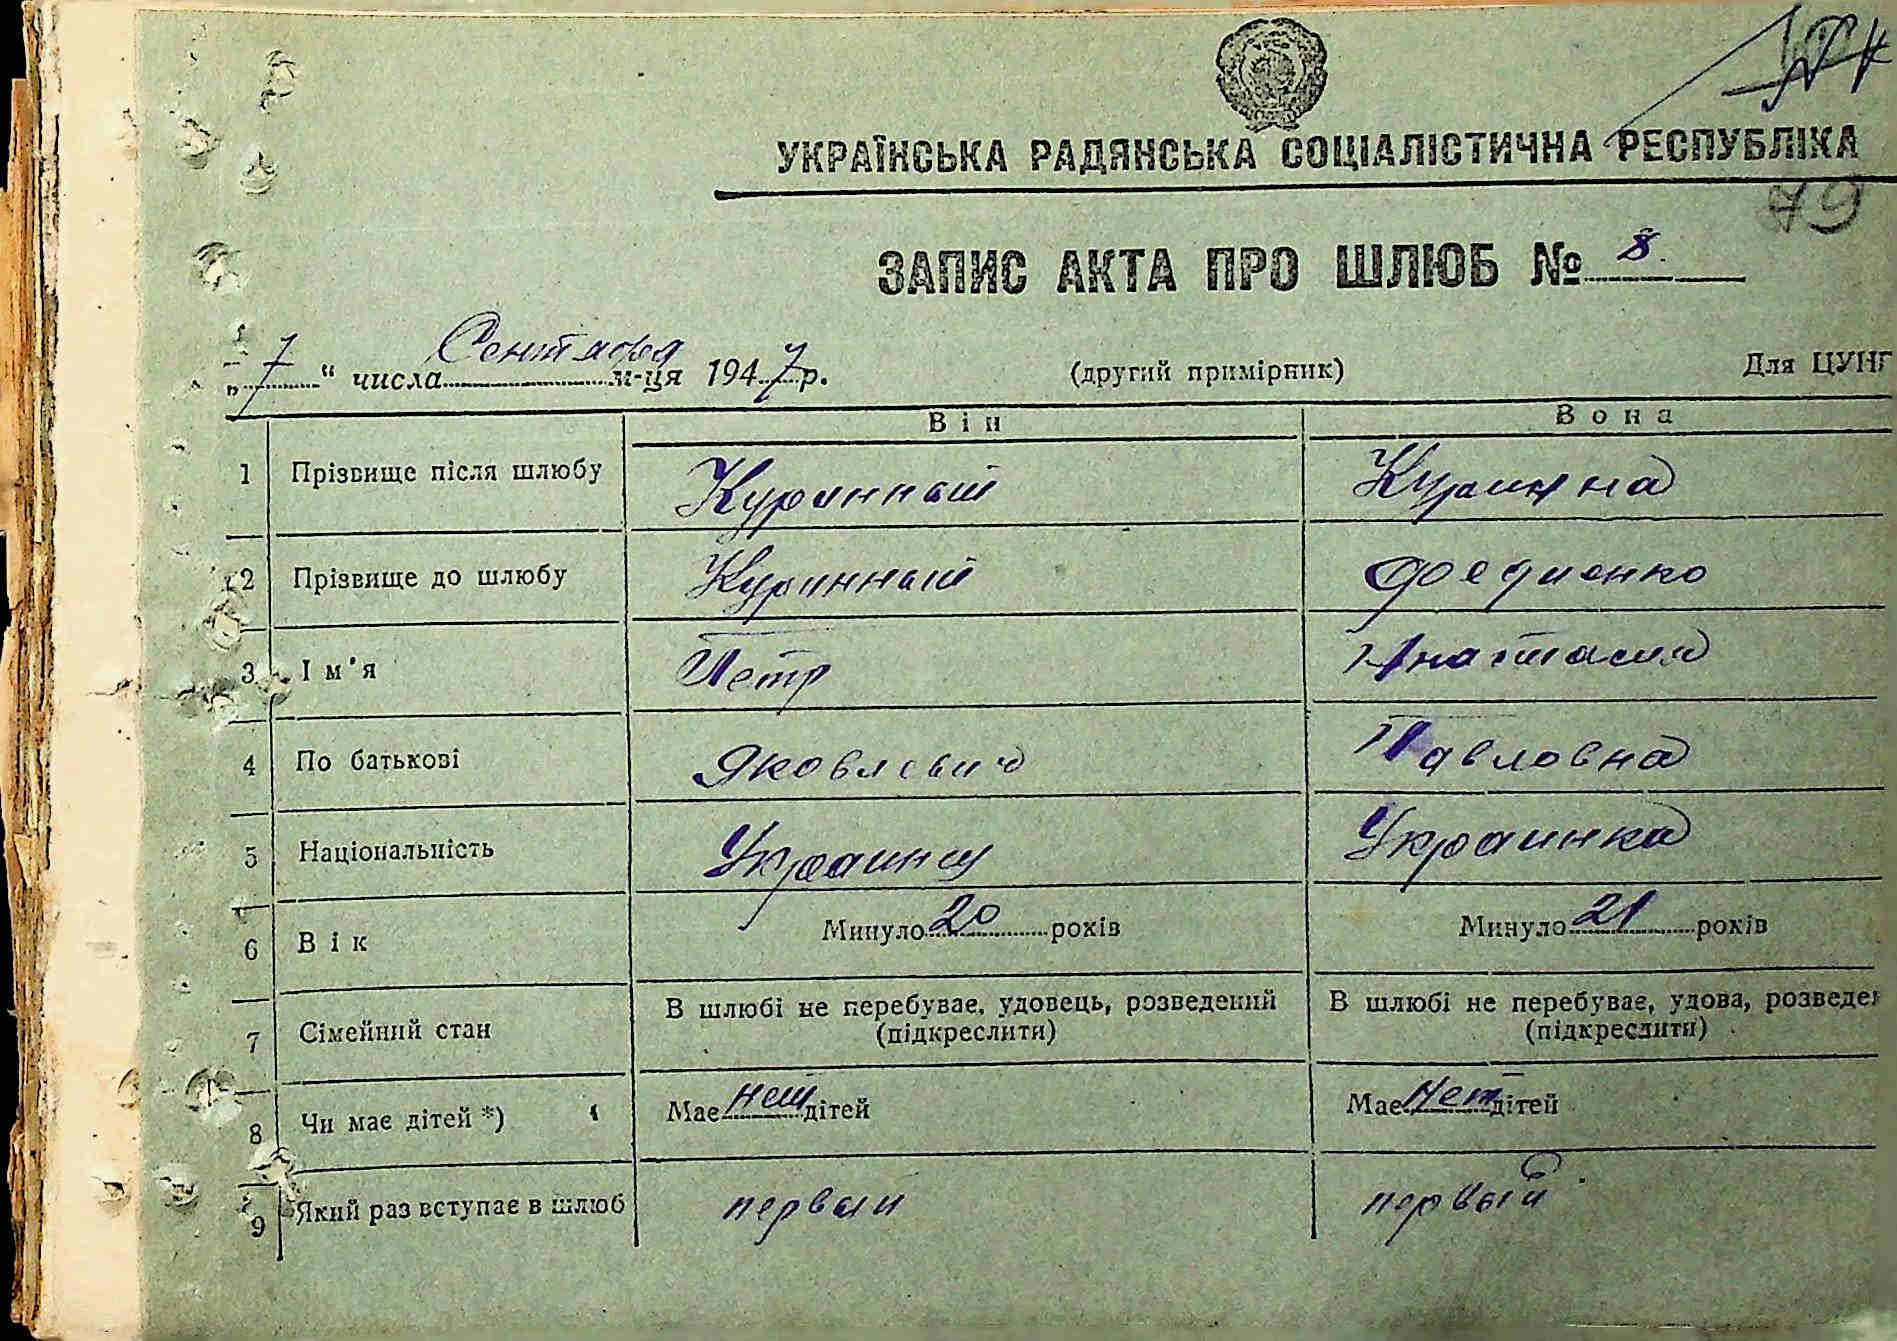 УКРАЇНСЬКА РАДЯНСЬКА СОЦІАЛІСТИЧНА РЕСПУБЛІКА
79
ЗАПИС АКТА ПРО ШЛЮБ № 8.
„7“ числа Сентября м-ця 1947 р. (другий примірник) Для ЦУНГ
Він Вона
1 Прізвище після шлюбу Куринный Куринна
2 Прізвище до шлюбу Куринный Федиенко
3 Ім'я Петр Анастасия
4 По батькові Яковлевич Павловна
5 Національність Украинец Украинка
6 Вік Минуло 20 років Минуло 21 років
7 Сімейний стан В шлюбі не перебуває, удовець, розведений (підкреслити) В шлюбі не перебуває, удова, розведе (підкреслити)
8 Чи має дітей *) Має нет дітей Має нет дітей
9 Який раз вступає в шлюб первый первый